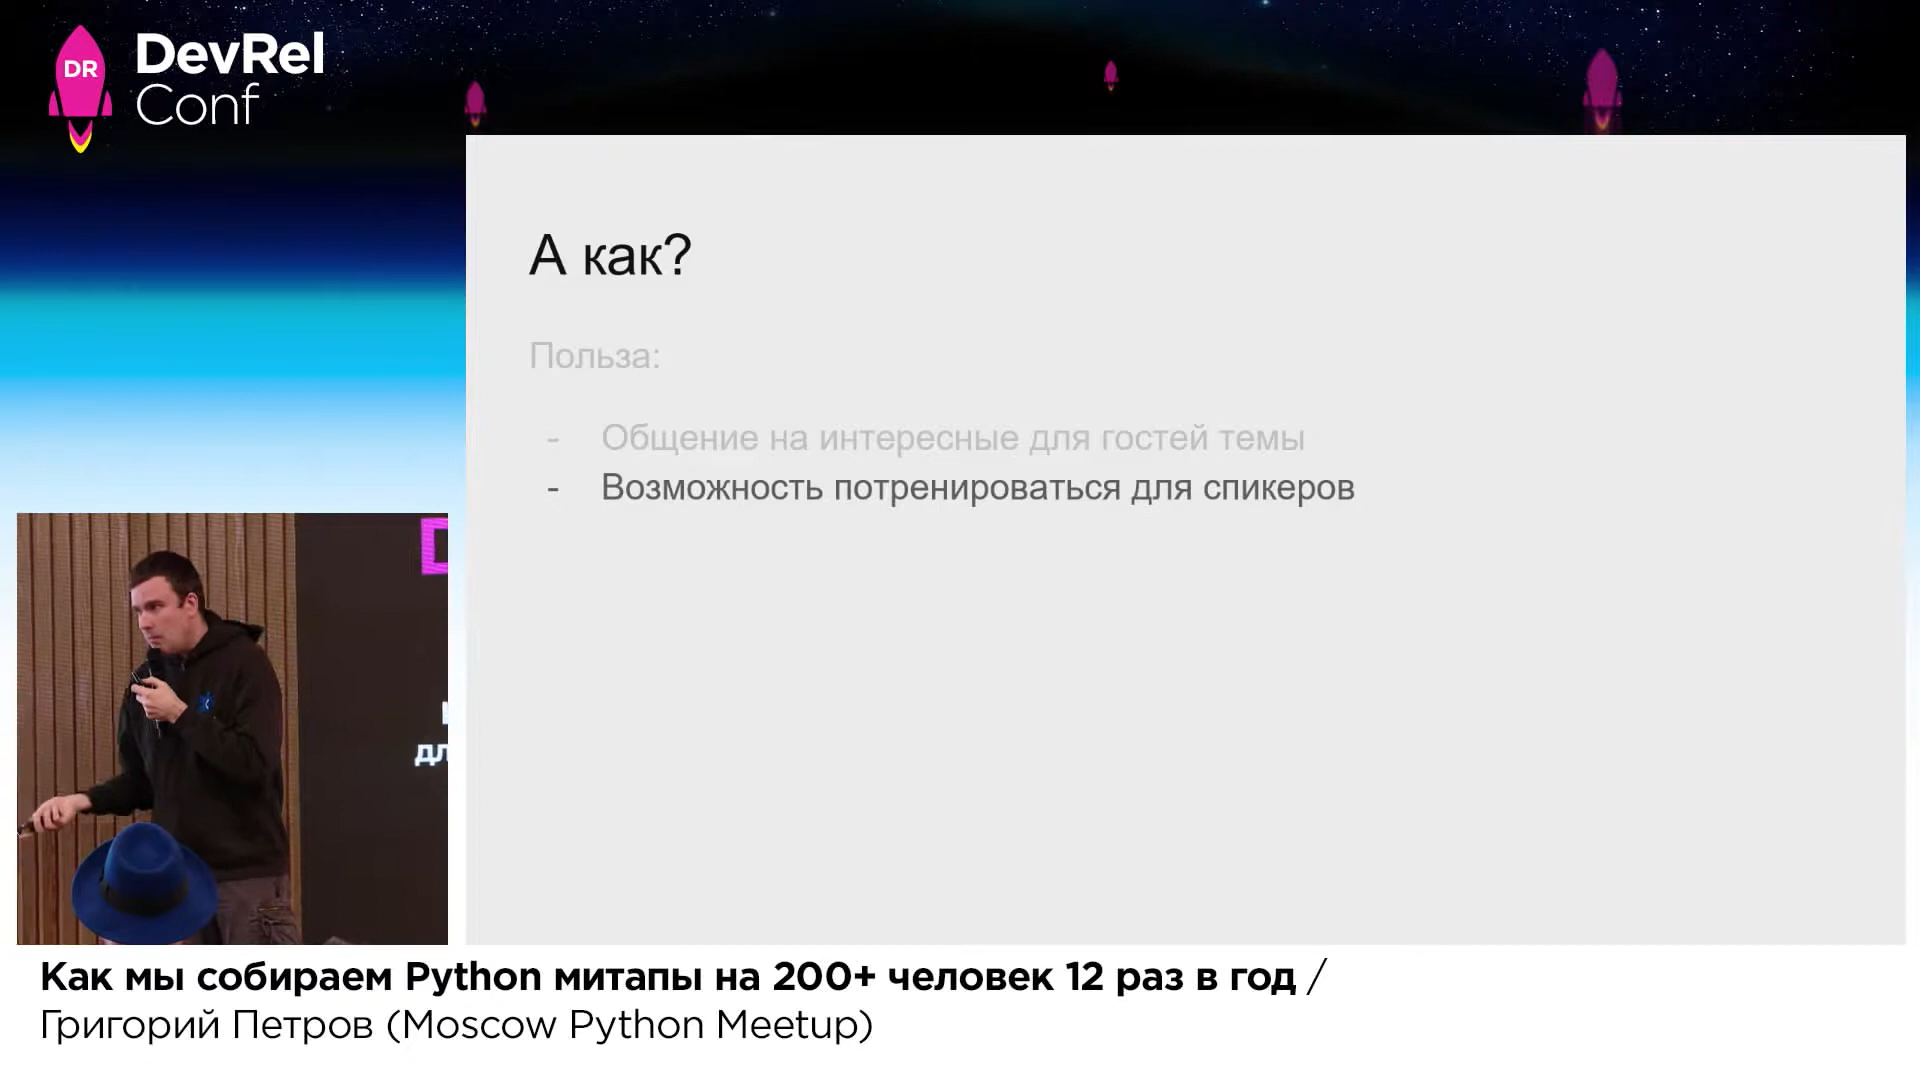 DR
DevRel
Conf
А как?
Польза:
- Общение на интересные для гостей темы
- Возможность потренироваться для спикеров
дл
Как мы собираем Python митапы на 200+ человек 12 раз в год /
Григорий Петров (Moscow Python Meetup)